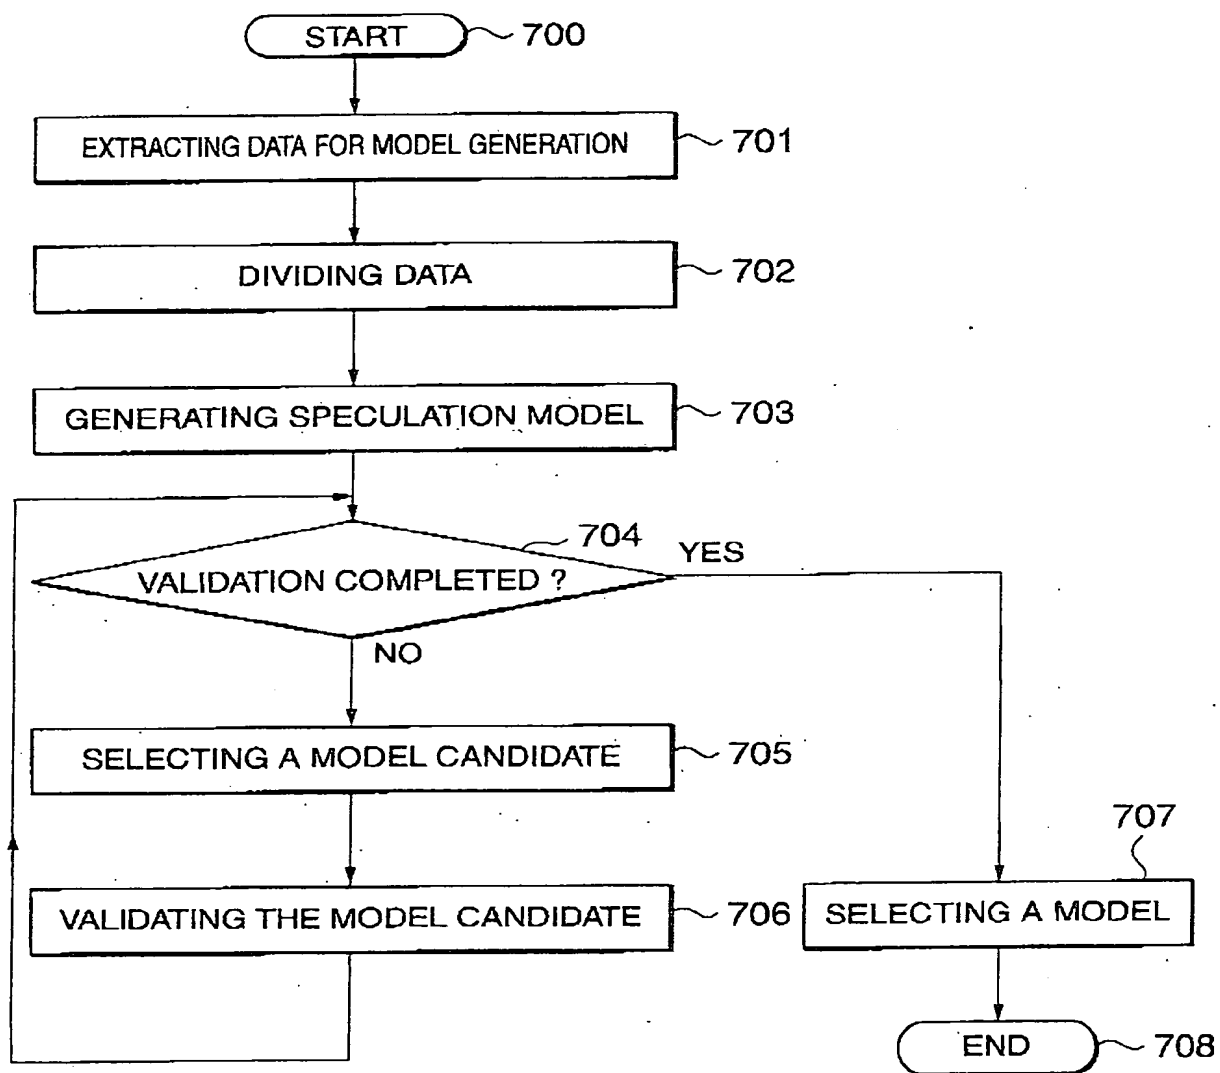 START
700
EXTRACTING DATA FOR MODEL GENERATION
701
DIVIDING DATA
702
GENERATING SPECULATION MODEL
703
704
VALIDATION COMPLETED ?
YES
NO
SELECTING A MODEL CANDIDATE
705
VALIDATING THE MODEL CANDIDATE
706
707
SELECTING A MODEL
END
708